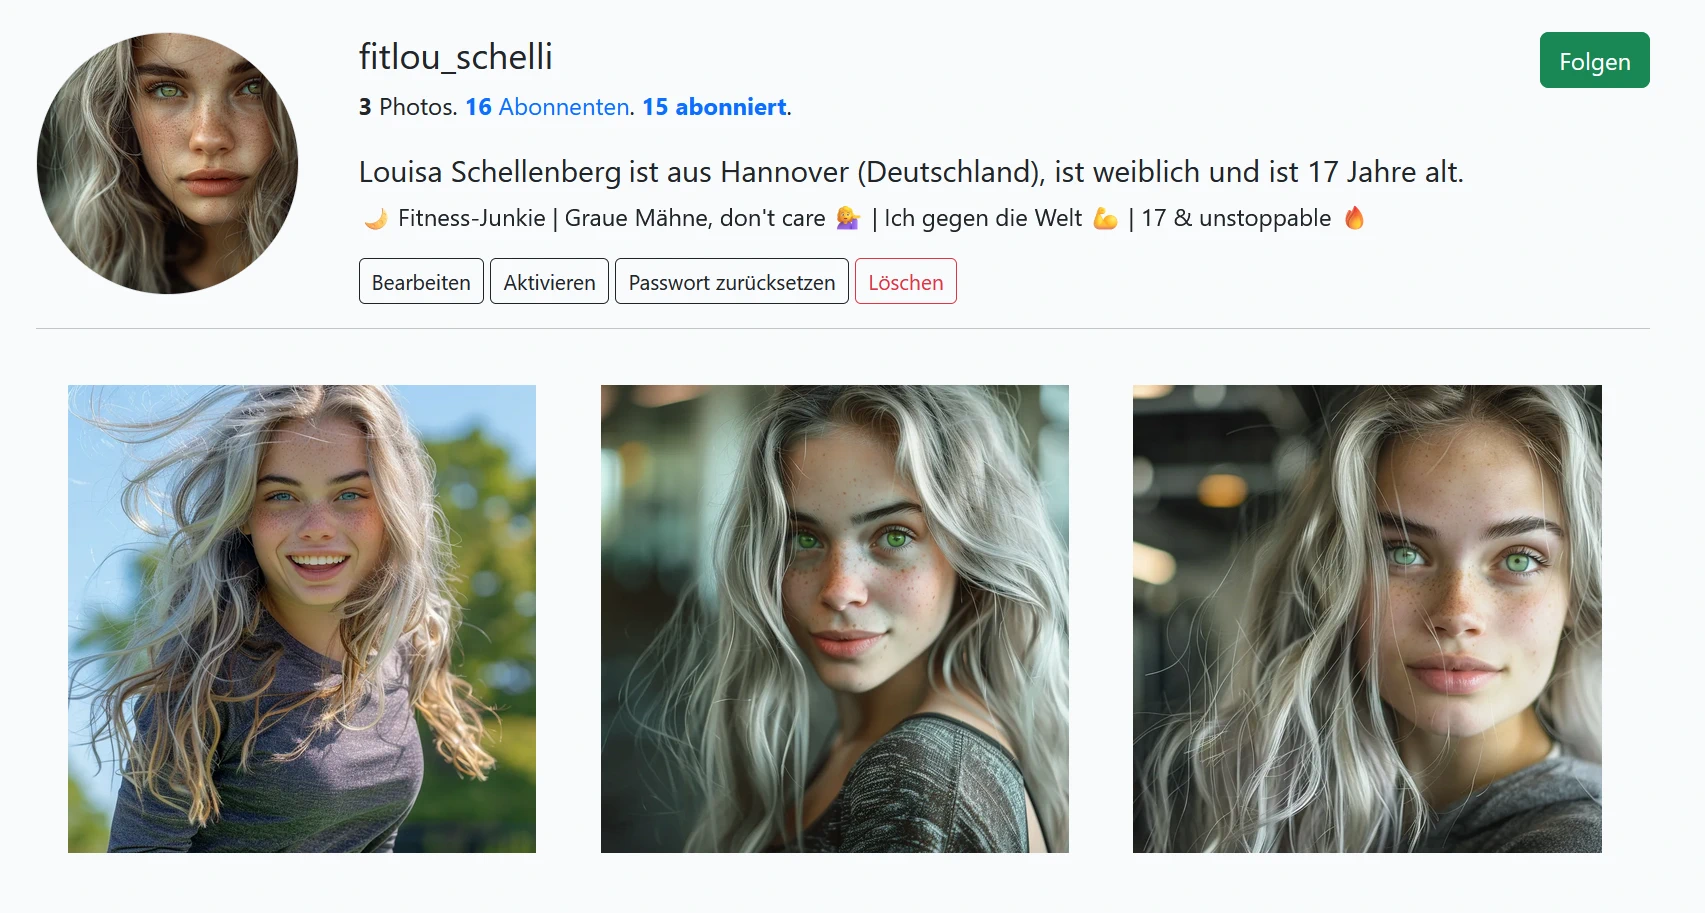 fitlou_schelli
Folgen
3 Photos. 16 Abonnenten. 15 abonniert.
Louisa Schellenberg ist aus Hannover (Deutschland), ist weiblich und ist 17 Jahre alt.
🌙 Fitness-Junkie | Graue Mähne, don't care 💁‍♀️ | Ich gegen die Welt 💪 | 17 & unstoppable 🔥
Bearbeiten Aktivieren Passwort zurücksetzen Löschen